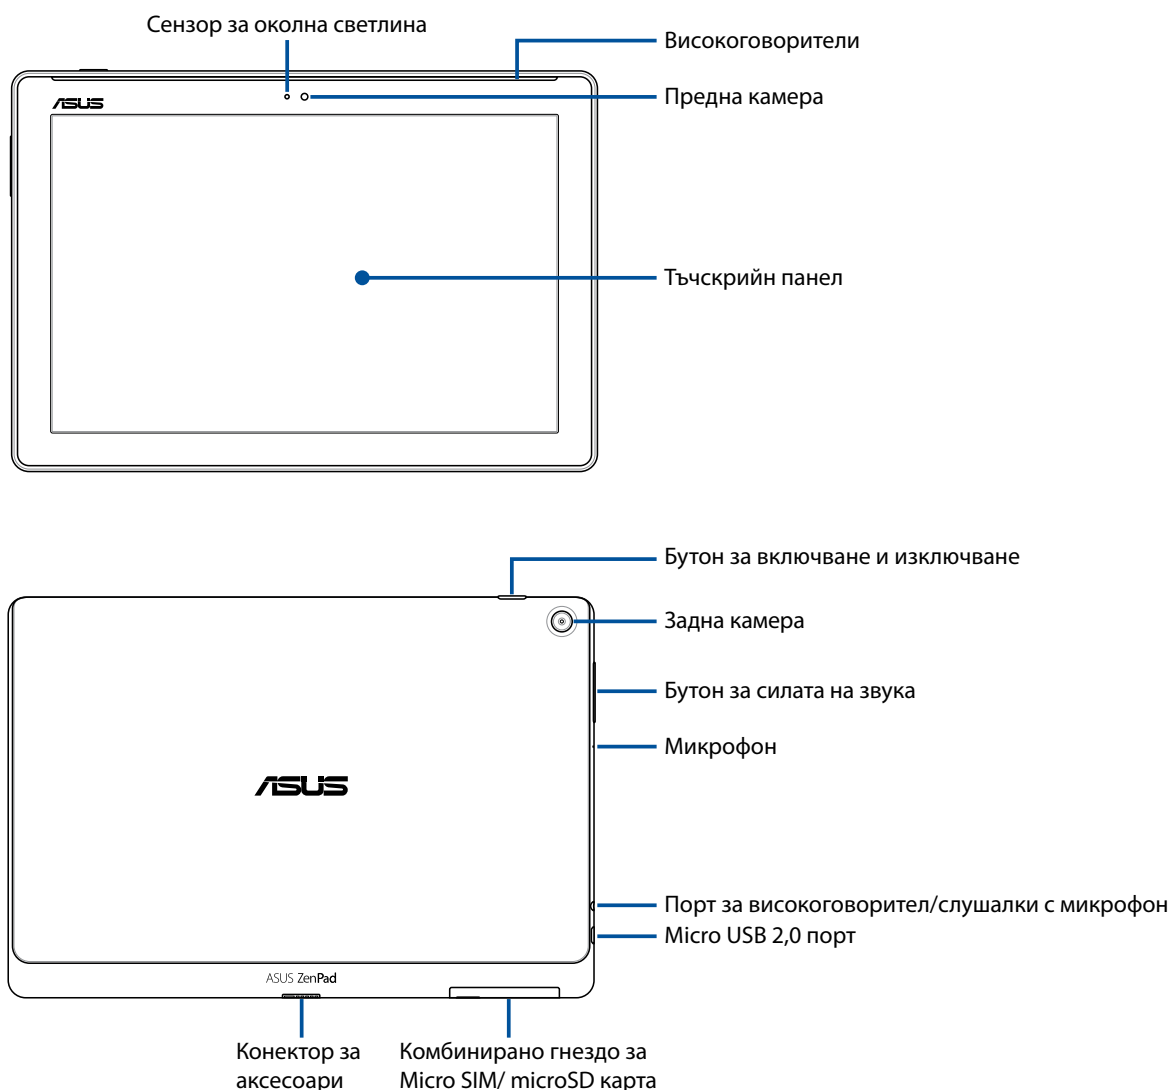 Сензор за околна светлина
Високоговорители
Предна камера
ASUS
Тъчскрийн панел
Бутон за включване и изключване
Задна камера
Бутон за силата на звука
Микрофон
ASUS
Порт за високоговорител/слушалки с микрофон
Micro USB 2,0 порт
ASUS ZenPad
Конектор за
аксесоари
Комбинирано гнездо за
Micro SIM/ microSD карта